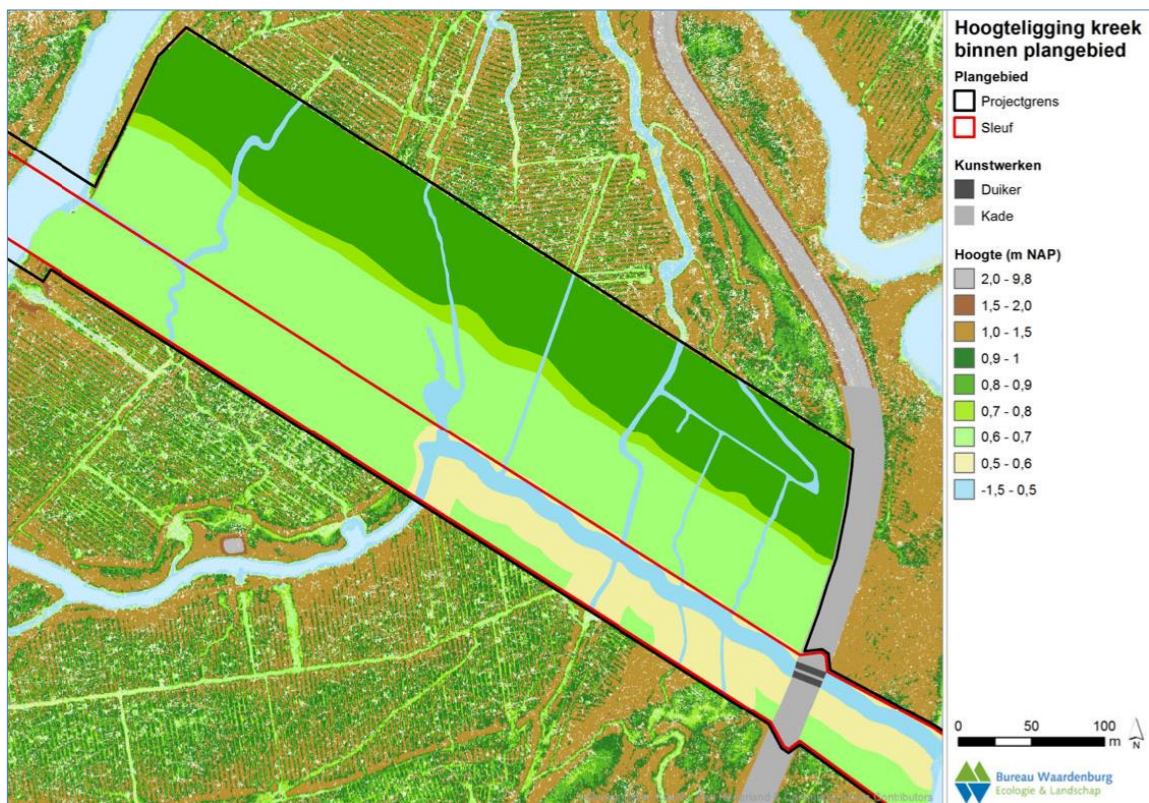 Hoogteligging kreek
binnen plangebied
Plangebied
Projectgrens
Sleuf
Kunstwerken
Duiker
Kade
Hoogte (m NAP)
2,0 - 9,8
1,5 - 2,0
1,0 - 1,5
0,9 - 1
0,8 - 0,9
0,7 - 0,8
0,6 - 0,7
0,5 - 0,6
-1,5 - 0,5
0 50 100
m
N
Bureau Waardenburg
Ecologie & Landschap
Contributors